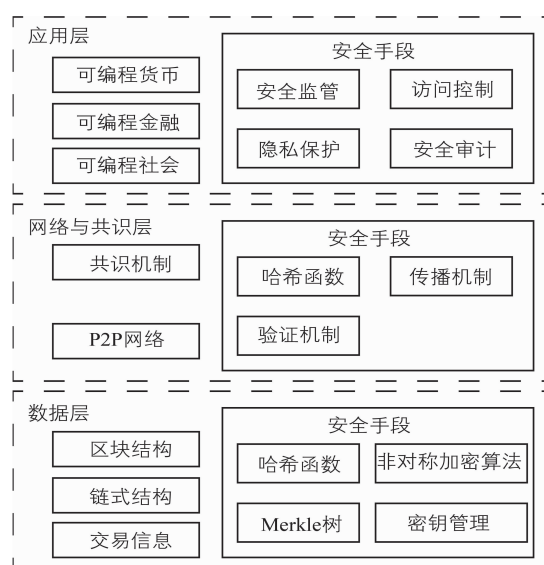 应用层
可编程货币
可编程金融
可编程社会
安全手段
安全监管
访问控制
隐私保护
安全审计
网络与共识层
共识机制
P2P网络
安全手段
哈希函数
传播机制
验证机制
数据层
区块结构
链式结构
交易信息
安全手段
哈希函数
非对称加密算法
Merkle树
密钥管理